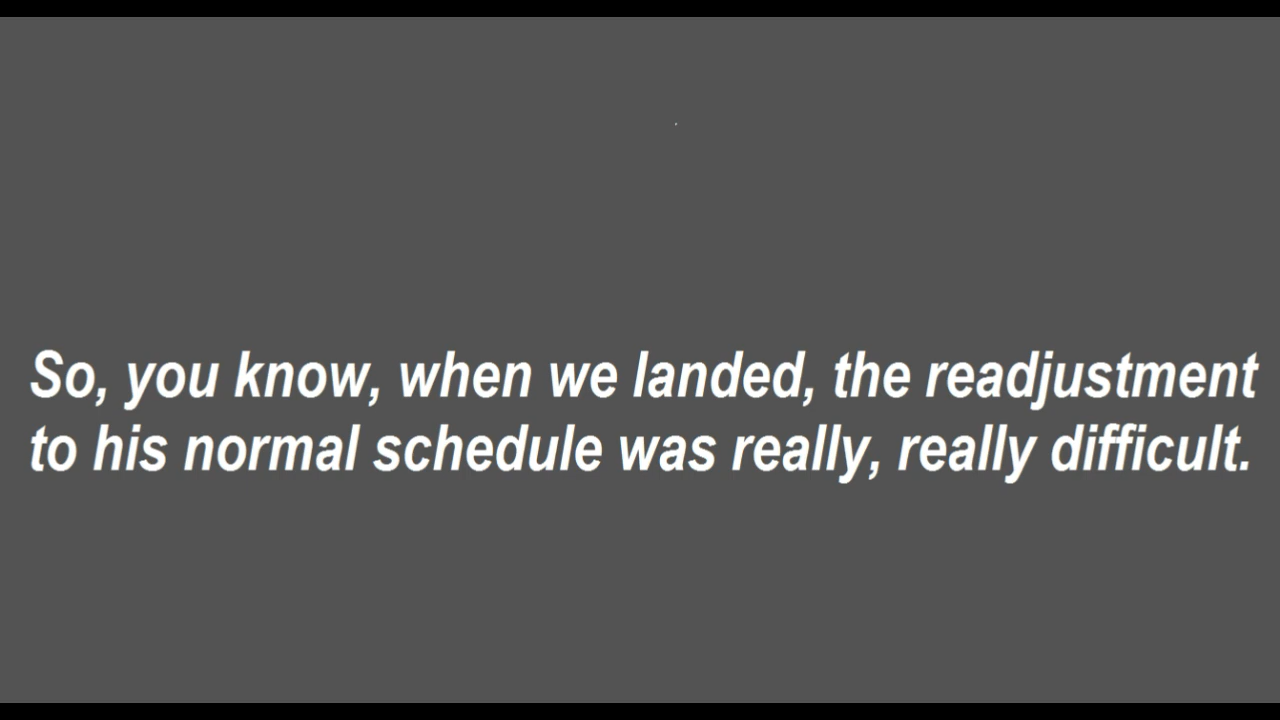 So, you know, when we landed, the readjustment
to his normal schedule was really, really difficult.